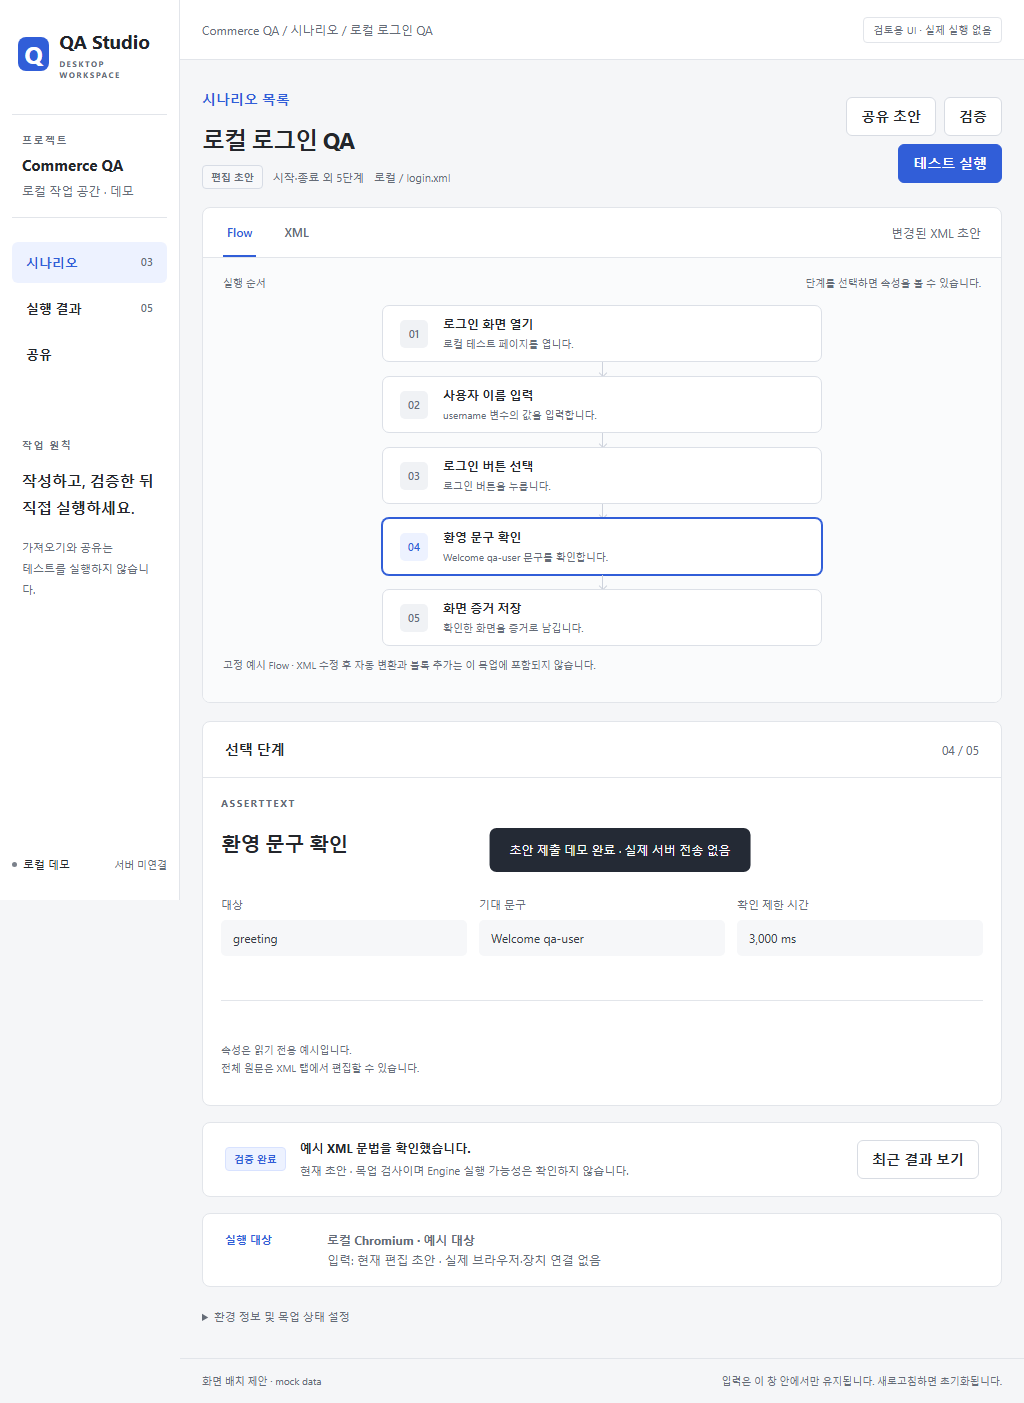 Q QA Studio
DESKTOP
WORKSPACE
프로젝트
Commerce QA
로컬 작업 공간 · 데모
시나리오 03
실행 결과 05
공유
작업 원칙
작성하고, 검증한 뒤
직접 실행하세요.
가져오기와 공유는
테스트를 실행하지 않습니
다.
로컬 데모 서버 미연결
Commerce QA / 시나리오 / 로컬 로그인 QA
검토용 UI · 실제 실행 없음
시나리오 목록
로컬 로그인 QA
편집 초안 시작·종료 외 5단계 로컬 / login.xml
공유 초안 검증
테스트 실행
Flow XML 변경된 XML 초안
실행 순서 단계를 선택하면 속성을 볼 수 있습니다.
01 로그인 화면 열기
로컬 테스트 페이지를 엽니다.
02 사용자 이름 입력
username 변수의 값을 입력합니다.
03 로그인 버튼 선택
로그인 버튼을 누릅니다.
04 환영 문구 확인
Welcome qa-user 문구를 확인합니다.
05 화면 증거 저장
확인한 화면을 증거로 남깁니다.
고정 예시 Flow · XML 수정 후 자동 변환과 블록 추가는 이 목업에 포함되지 않습니다.
선택 단계 04 / 05
ASSERTTEXT
환영 문구 확인
초안 제출 데모 완료 · 실제 서버 전송 없음
대상 기대 문구 확인 제한 시간
greeting Welcome qa-user 3,000 ms
속성은 읽기 전용 예시입니다.
전체 원문은 XML 탭에서 편집할 수 있습니다.
검증 완료 예시 XML 문법을 확인했습니다.
현재 초안 · 목업 검사이며 Engine 실행 가능성은 확인하지 않습니다.
최근 결과 보기
실행 대상 로컬 Chromium · 예시 대상
입력: 현재 편집 초안 · 실제 브라우저·장치 연결 없음
환경 정보 및 목업 상태 설정
화면 배치 제안 · mock data 입력은 이 창 안에서만 유지됩니다. 새로고침하면 초기화됩니다.